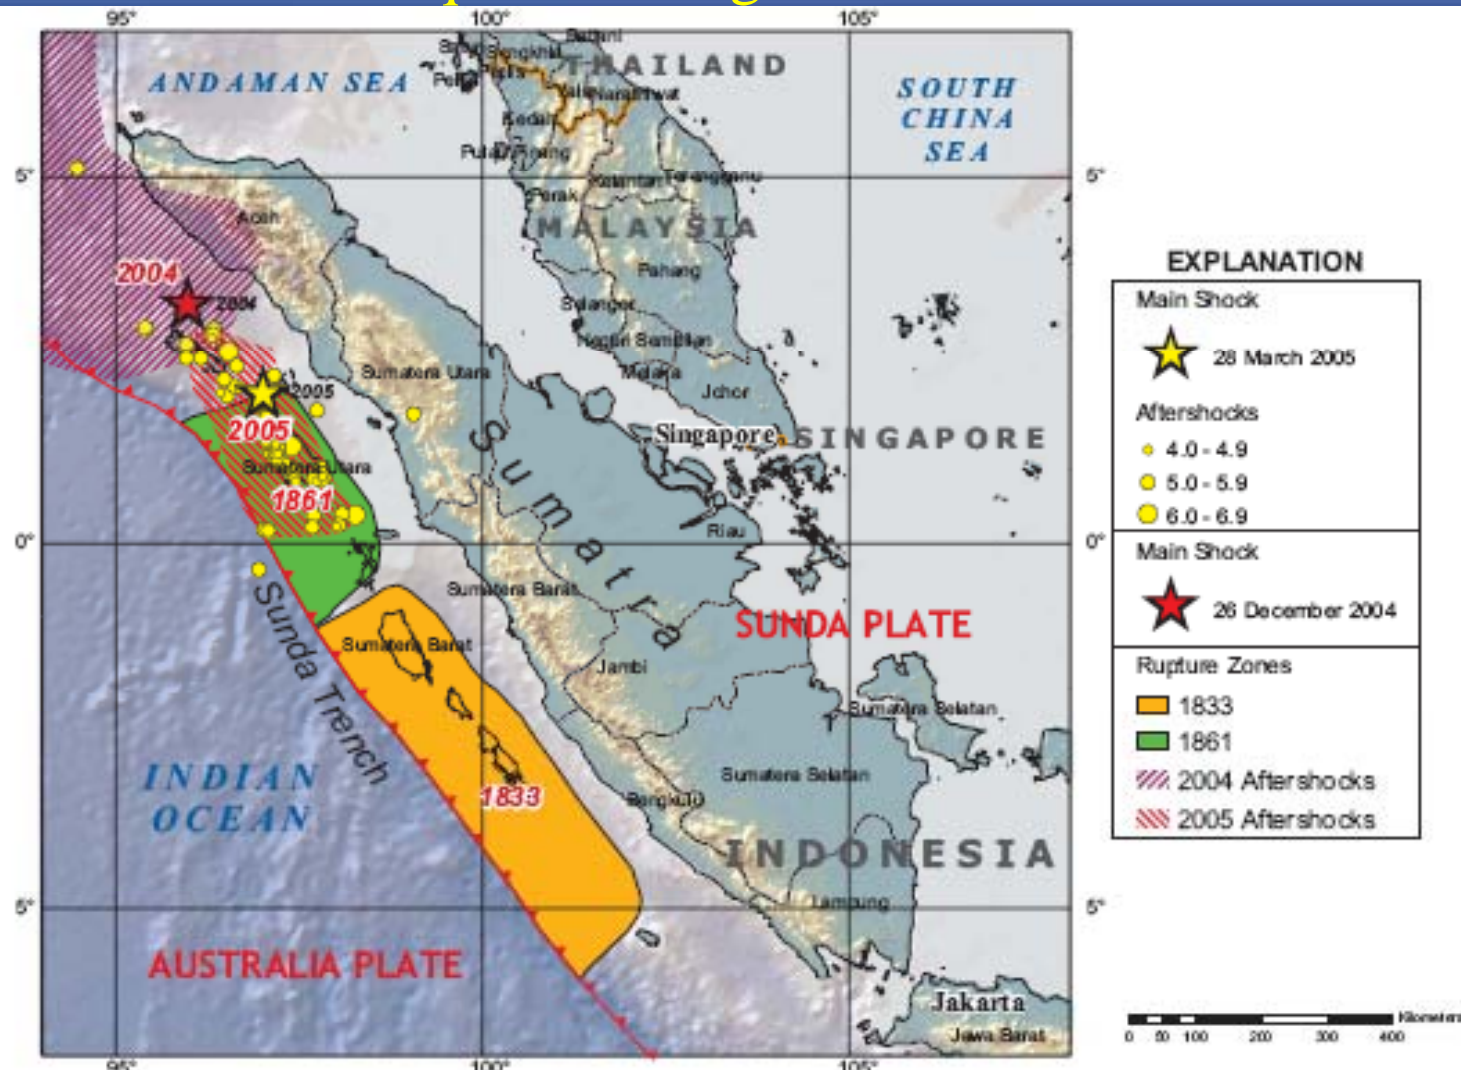 95°
100°
105°
ANDAMAN SEA
THAILAND
SOUTH
CHINA
SEA
Kedah
5°
5°
Kelantan
Terengganu
Perak
Aceh
MALAYSIA
Pahang
2004
2004
Selangor
Negeri Sembilan
Sumatera Utara
Melaka
Johor
2005
2005
Singapore
SINGAPORE
Sumatera Utara
1861
Sumatra
Riau
0°
0°
Sumatera Barat
Sunda Trench
SUNDA PLATE
Sumatera Barat
Jambi
Sumatera Selatan
INDIAN
OCEAN
Sumatera Selatan
1833
Bengkulu
INDONESIA
Lampung
5°
5°
AUSTRALIA PLATE
Jakarta
Jawa Barat
95°
100°
105°
EXPLANATION
Main Shock
28 March 2005
Aftershocks
4.0 - 4.9
5.0 - 5.9
6.0 - 6.9
Main Shock
26 December 2004
Rupture Zones
1833
1861
2004 Aftershocks
2005 Aftershocks
Kilometers
0 50 100 200 300 400